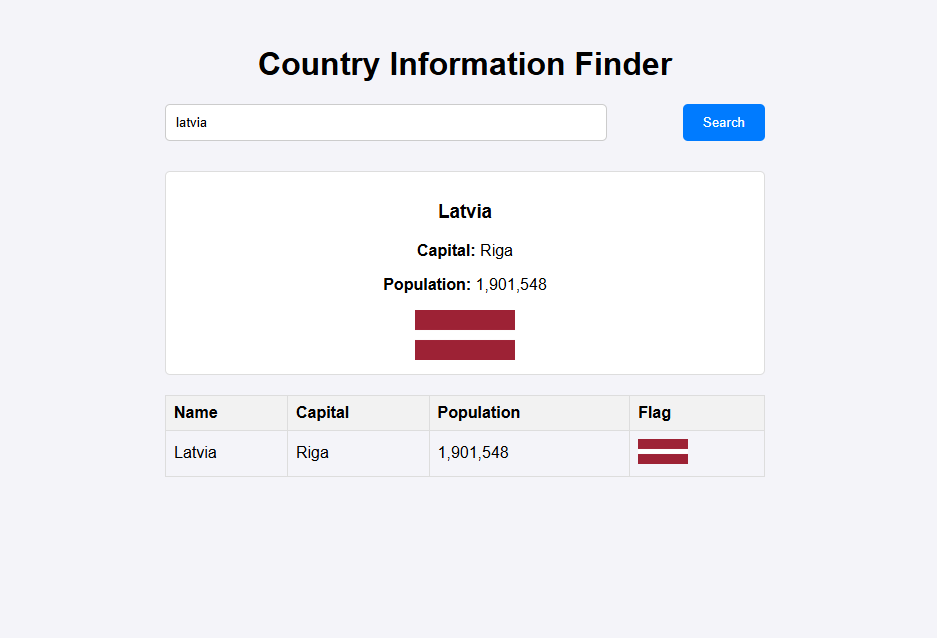 Country Information Finder
latvia Search
Latvia
Capital: Riga
Population: 1,901,548
Name Capital Population Flag
Latvia Riga 1,901,548